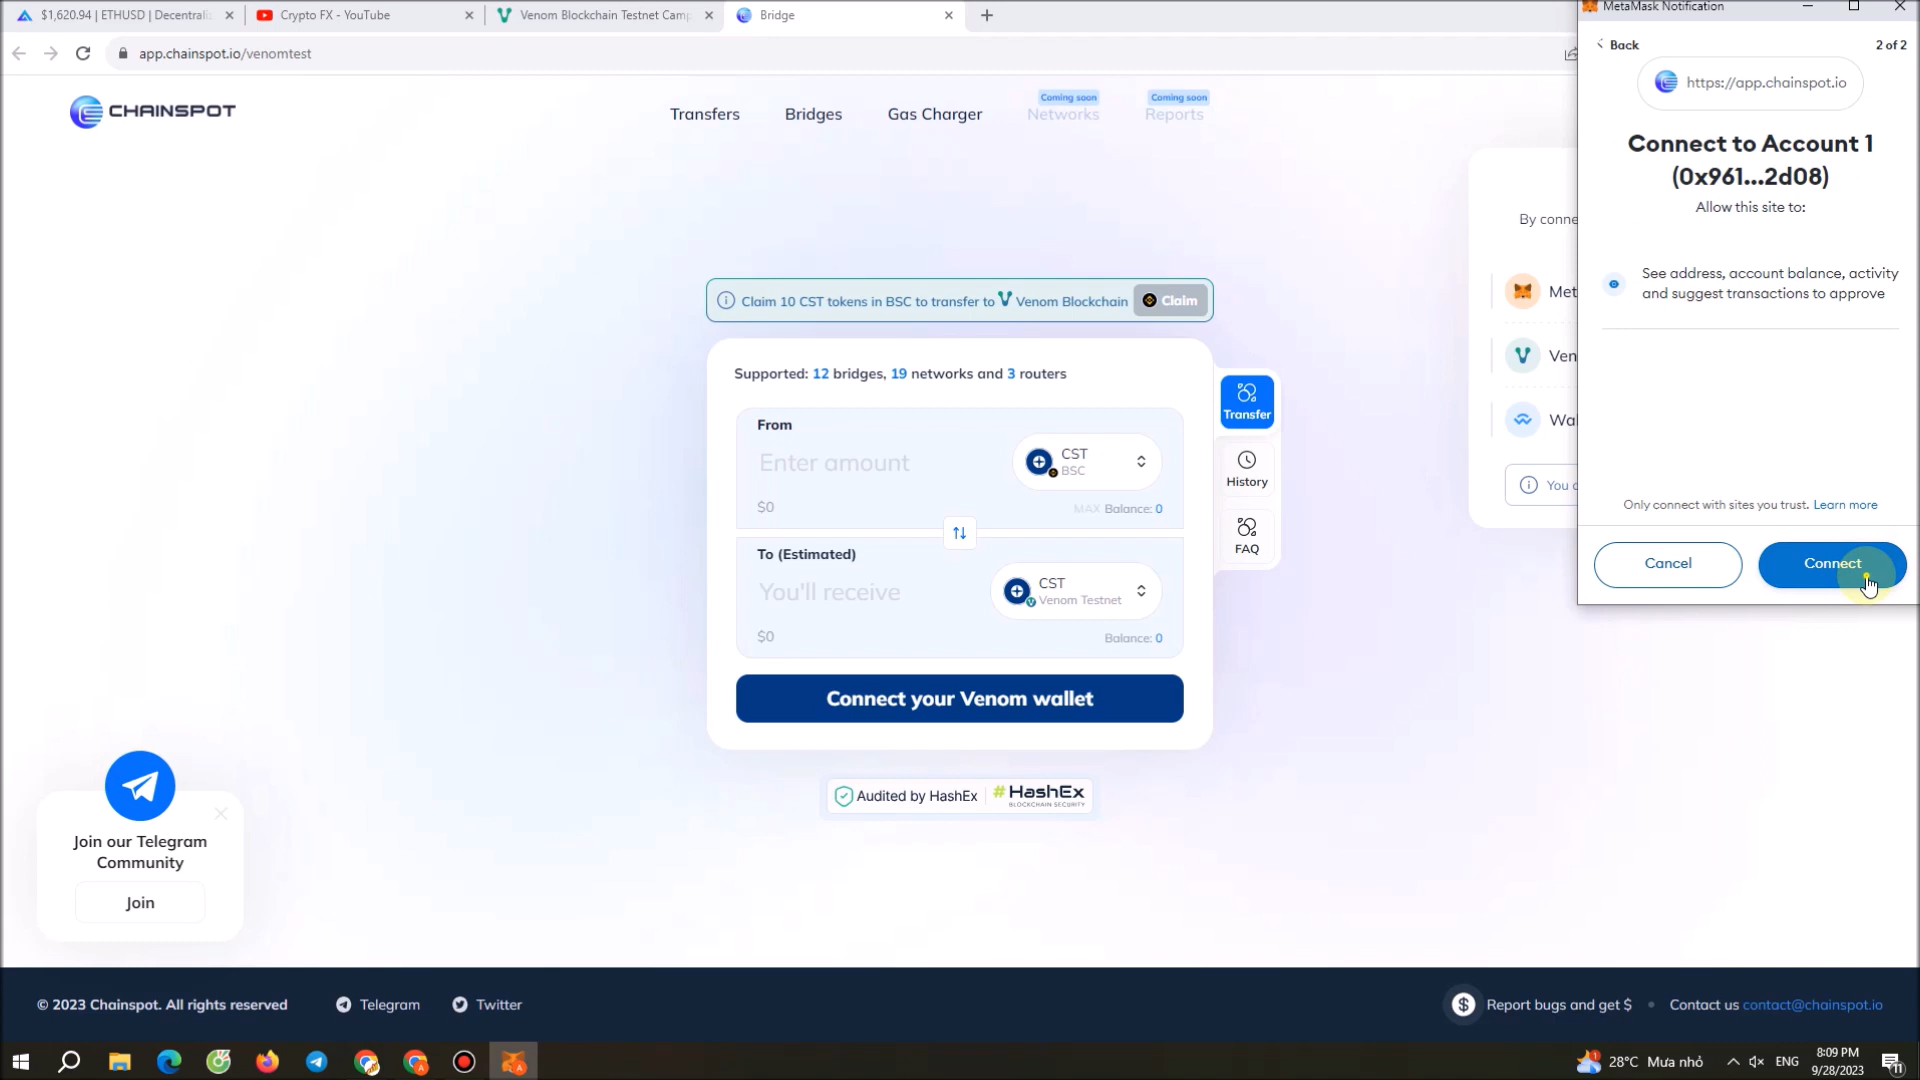 $1,620.94 | ETHUSD | Decentraliz
Crypto FX - YouTube
Venom Blockchain Testnet Camp
Bridge
app.chainspot.io/venomtest
CHAINSPOT
Transfers
Bridges
Gas Charger
Coming soon
Networks
Coming soon
Reports
Claim 10 CST tokens in BSC to transfer to Venom Blockchain
Claim
Supported: 12 bridges, 19 networks and 3 routers
From
Enter amount
CST
BSC
$0
MAX Balance: 0
To (Estimated)
You'll receive
CST
Venom Testnet
$0
Balance: 0
Connect your Venom wallet
Transfer
History
FAQ
Audited by HashEx
#HashEx
BLOCKCHAIN SECURITY
By conne
Met
Ven
Wal
You c
MetaMask Notification
Back
2 of 2
https://app.chainspot.io
Connect to Account 1
(0x961...2d08)
Allow this site to:
See address, account balance, activity
and suggest transactions to approve
Only connect with sites you trust. Learn more
Cancel
Connect
Join our Telegram
Community
Join
© 2023 Chainspot. All rights reserved
Telegram
Twitter
$
Report bugs and get $
Contact us contact@chainspot.io
1
28°C Mưa nhỏ
ENG
8:09 PM
9/28/2023
11